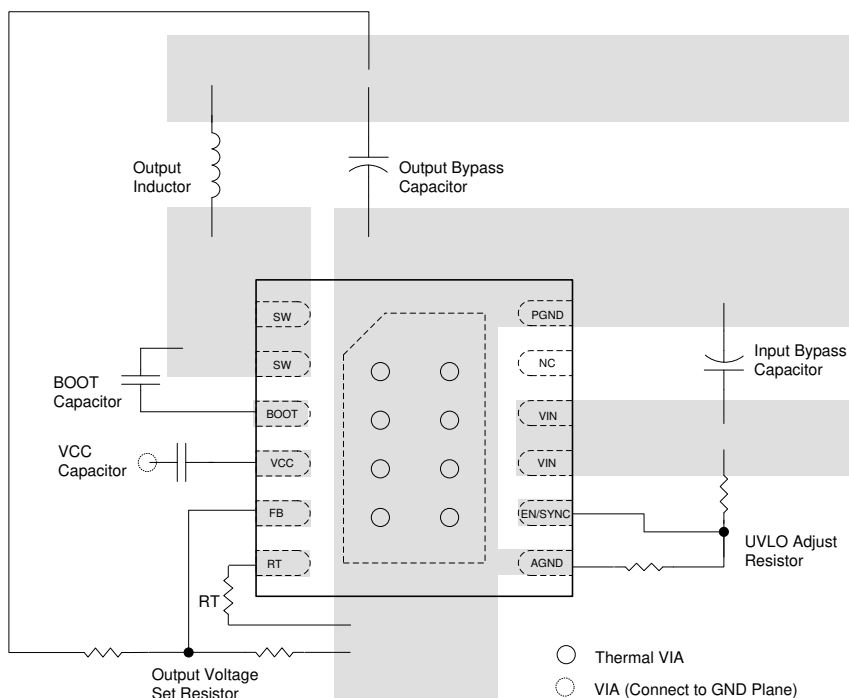 Output
Inductor
Output Bypass
Capacitor
SW
PGND
SW
NC
Input Bypass
Capacitor
BOOT
Capacitor
BOOT
VIN
VCC
Capacitor
VCC
VIN
FB
EN/SYNC
UVLO Adjust
Resistor
RT
AGND
RT
Output Voltage
Set Resistor
Thermal VIA
VIA (Connect to GND Plane)